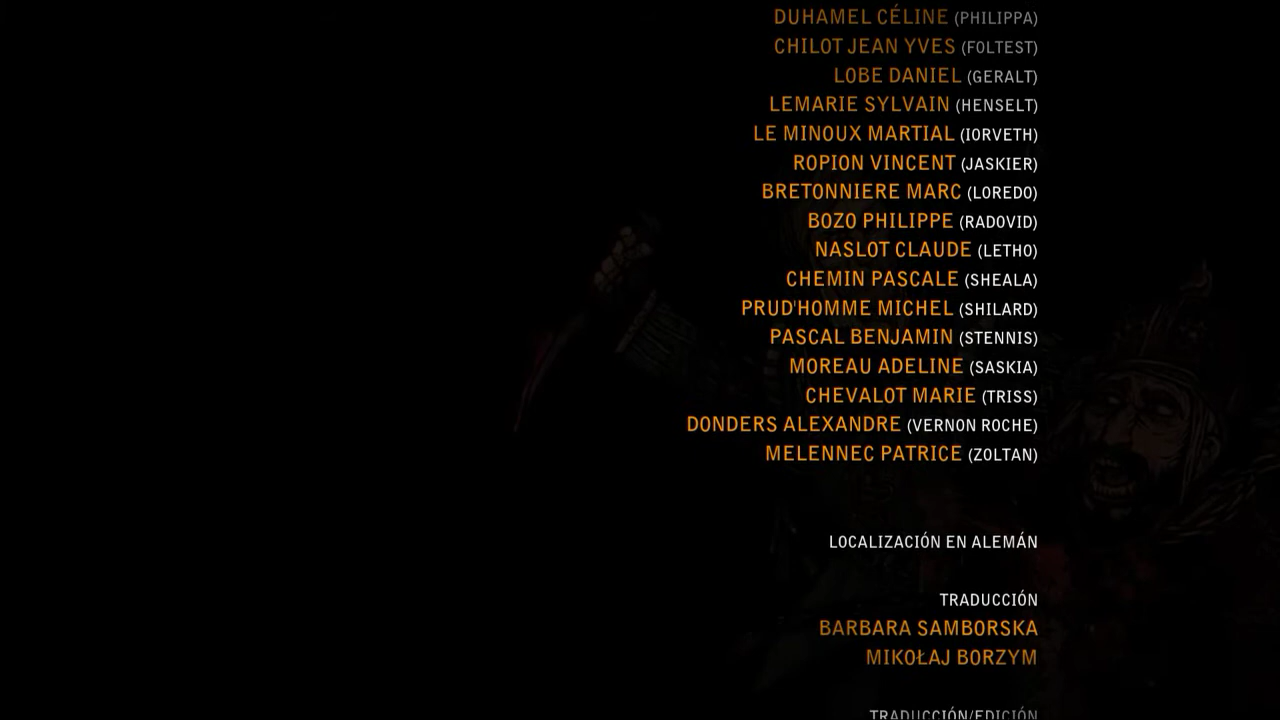 DUHAMEL CÉLINE (PHILIPPA)
CHILOT JEAN YVES (FOLTEST)
LOBE DANIEL (GERALT)
LEMARIE SYLVAIN (HENSELT)
LE MINOUX MARTIAL (IORVETH)
ROPION VINCENT (JASKIER)
BRETONNIERE MARC (LOREDO)
BOZO PHILIPPE (RADOVID)
NASLOT CLAUDE (LETHO)
CHEMIN PASCALE (SHEALA)
PRUD'HOMME MICHEL (SHILARD)
PASCAL BENJAMIN (STENNIS)
MOREAU ADELINE (SASKIA)
CHEVALOT MARIE (TRISS)
DONDERS ALEXANDRE (VERNON ROCHE)
MELENNEC PATRICE (ZOLTAN)
LOCALIZACIÓN EN ALEMÁN
TRADUCCIÓN
BARBARA SAMBORSKA
MIKOŁAJ BORZYM
TRADUCCIÓN/EDICIÓN